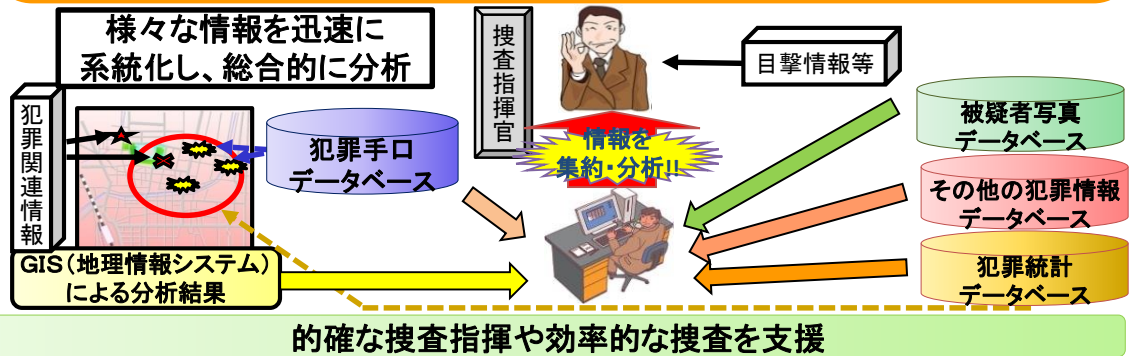 様々な情報を迅速に
系統化し、総合的に分析
捜査指揮官
目撃情報等
犯罪関連情報
犯罪手口
データベース
情報を
集約・分析!!
被疑者写真
データベース
その他の犯罪情報
データベース
犯罪統計
データベース
GIS(地理情報システム)
による分析結果
的確な捜査指揮や効率的な捜査を支援